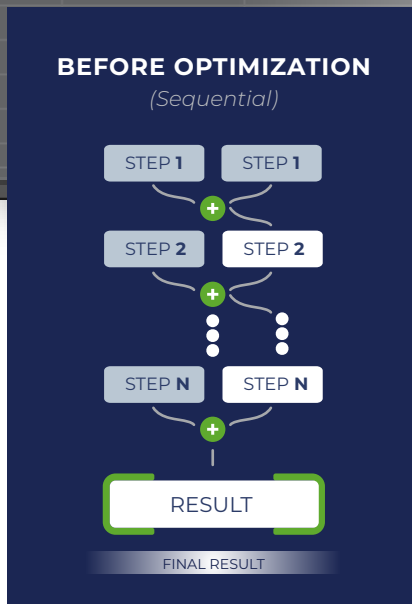 BEFORE OPTIMIZATION
(Sequential)
STEP 1 STEP 1
+
STEP 2 STEP 2
+
STEP N STEP N
+
RESULT
FINAL RESULT